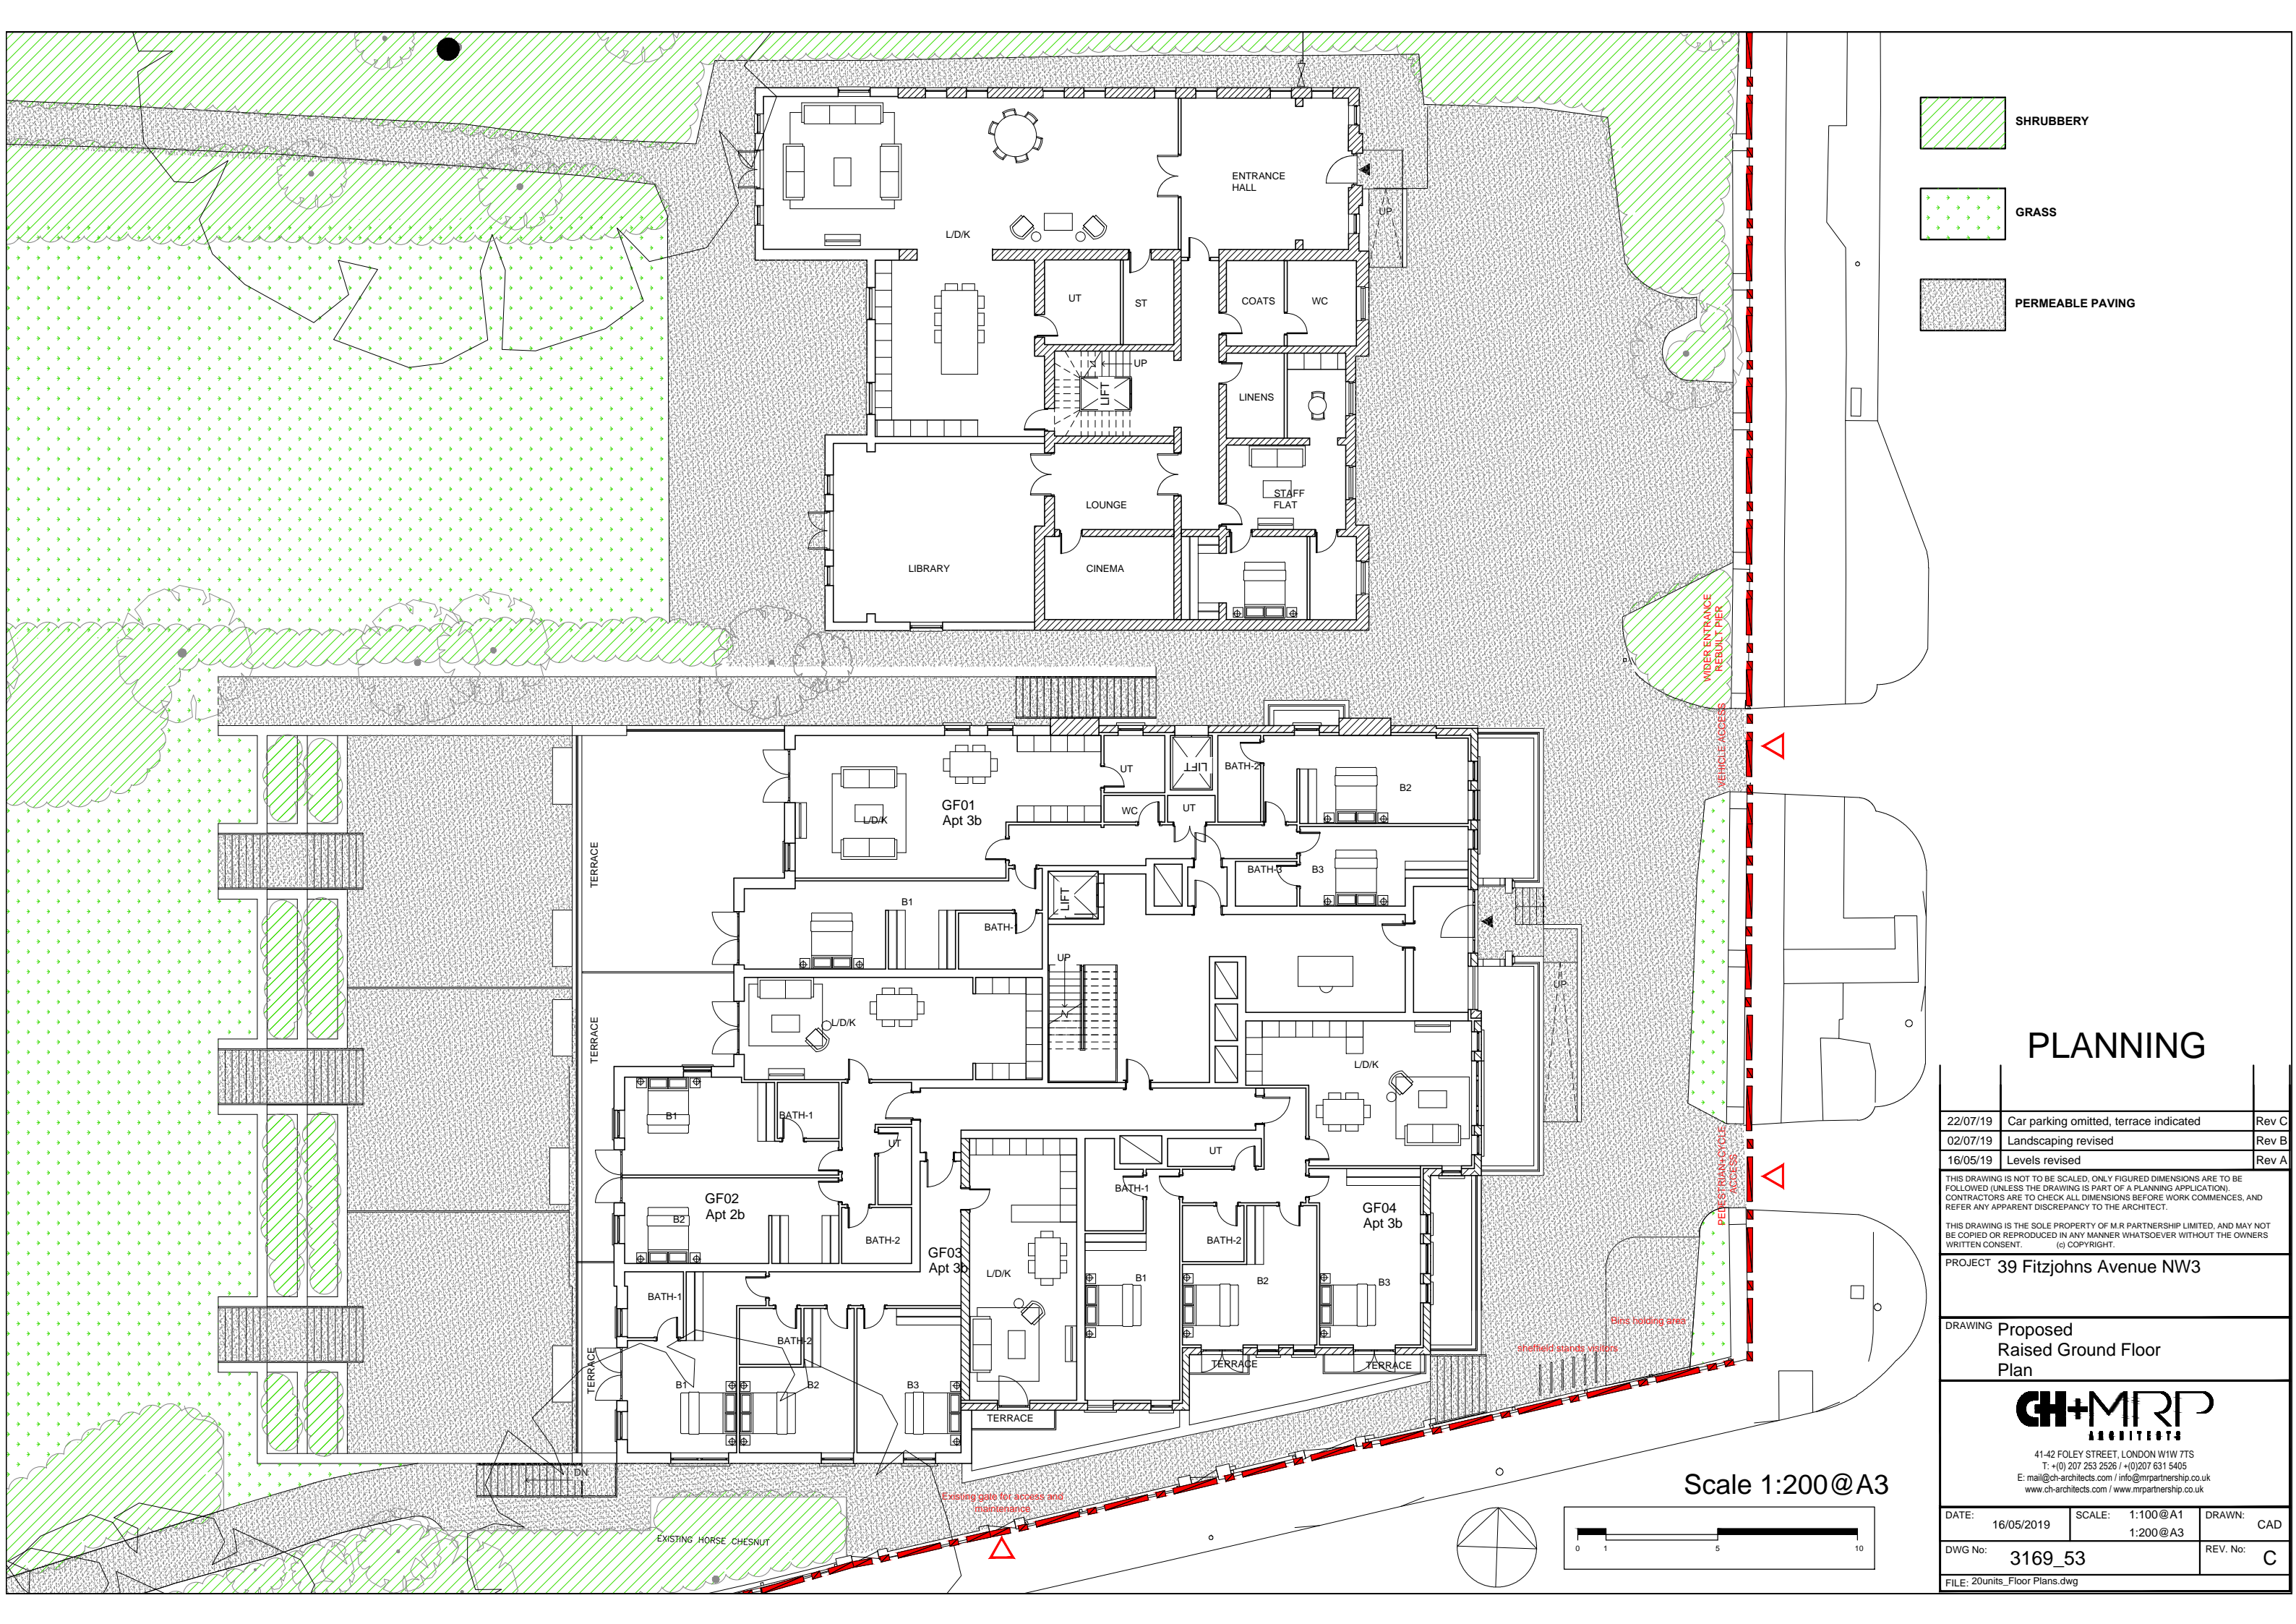 SHRUBBERY
GRASS
PERMEABLE PAVING
ENTRANCE
HALL
UP
L/D/K
UT
ST
COATS
WC
UP
LIFT
LINENS
STAFF
FLAT
LOUNGE
LIBRARY
CINEMA
WIDER ENTRANCE
REBUILT PIER
VEHICLE ACCESS
PEDESTRIAN+CYCLE
ACCESS
GF01
Apt 3b
L/D/K
UT
WC
LIFT
UT
BATH-2
B2
BATH-3
B3
TERRACE
B1
BATH-1
LIFT
UP
UP
TERRACE
L/D/K
L/D/K
B1
BATH-1
UT
GF02
Apt 2b
B2
BATH-2
GF03
Apt 3b
L/D/K
BATH-1
UT
BATH-2
GF04
Apt 3b
B1
B2
B3
TERRACE
BATH-1
BATH-2
B1
B2
B3
TERRACE
TERRACE
TERRACE
DN
Bins holding area
sheffield stands visitors
Existing gate for access and
maintenance
EXISTING HORSE CHESNUT
Scale 1:200@A3
0 1 5 10
PLANNING
22/07/19 Car parking omitted, terrace indicated Rev C
02/07/19 Landscaping revised Rev B
16/05/19 Levels revised Rev A
THIS DRAWING IS NOT TO BE SCALED, ONLY FIGURED DIMENSIONS ARE TO BE
FOLLOWED (UNLESS THE DRAWING IS PART OF A PLANNING APPLICATION).
CONTRACTORS ARE TO CHECK ALL DIMENSIONS BEFORE WORK COMMENCES, AND
REFER ANY APPARENT DISCREPANCY TO THE ARCHITECT.
THIS DRAWING IS THE SOLE PROPERTY OF M.R PARTNERSHIP LIMITED, AND MAY NOT
BE COPIED OR REPRODUCED IN ANY MANNER WHATSOEVER WITHOUT THE OWNERS
WRITTEN CONSENT. (c) COPYRIGHT.
PROJECT 39 Fitzjohns Avenue NW3
DRAWING Proposed
Raised Ground Floor
Plan
CH+MRP
ARCHITECTS
41-42 FOLEY STREET, LONDON W1W 7TS
T: +(0) 207 253 2526 / +(0)207 631 5405
E: mail@ch-architects.com / info@mrpartnership.co.uk
www.ch-architects.com / www.mrpartnership.co.uk
DATE: 16/05/2019 SCALE: 1:100@A1 DRAWN: CAD
1:200@A3
DWG No: 3169_53 REV. No: C
FILE: 20units_Floor Plans.dwg